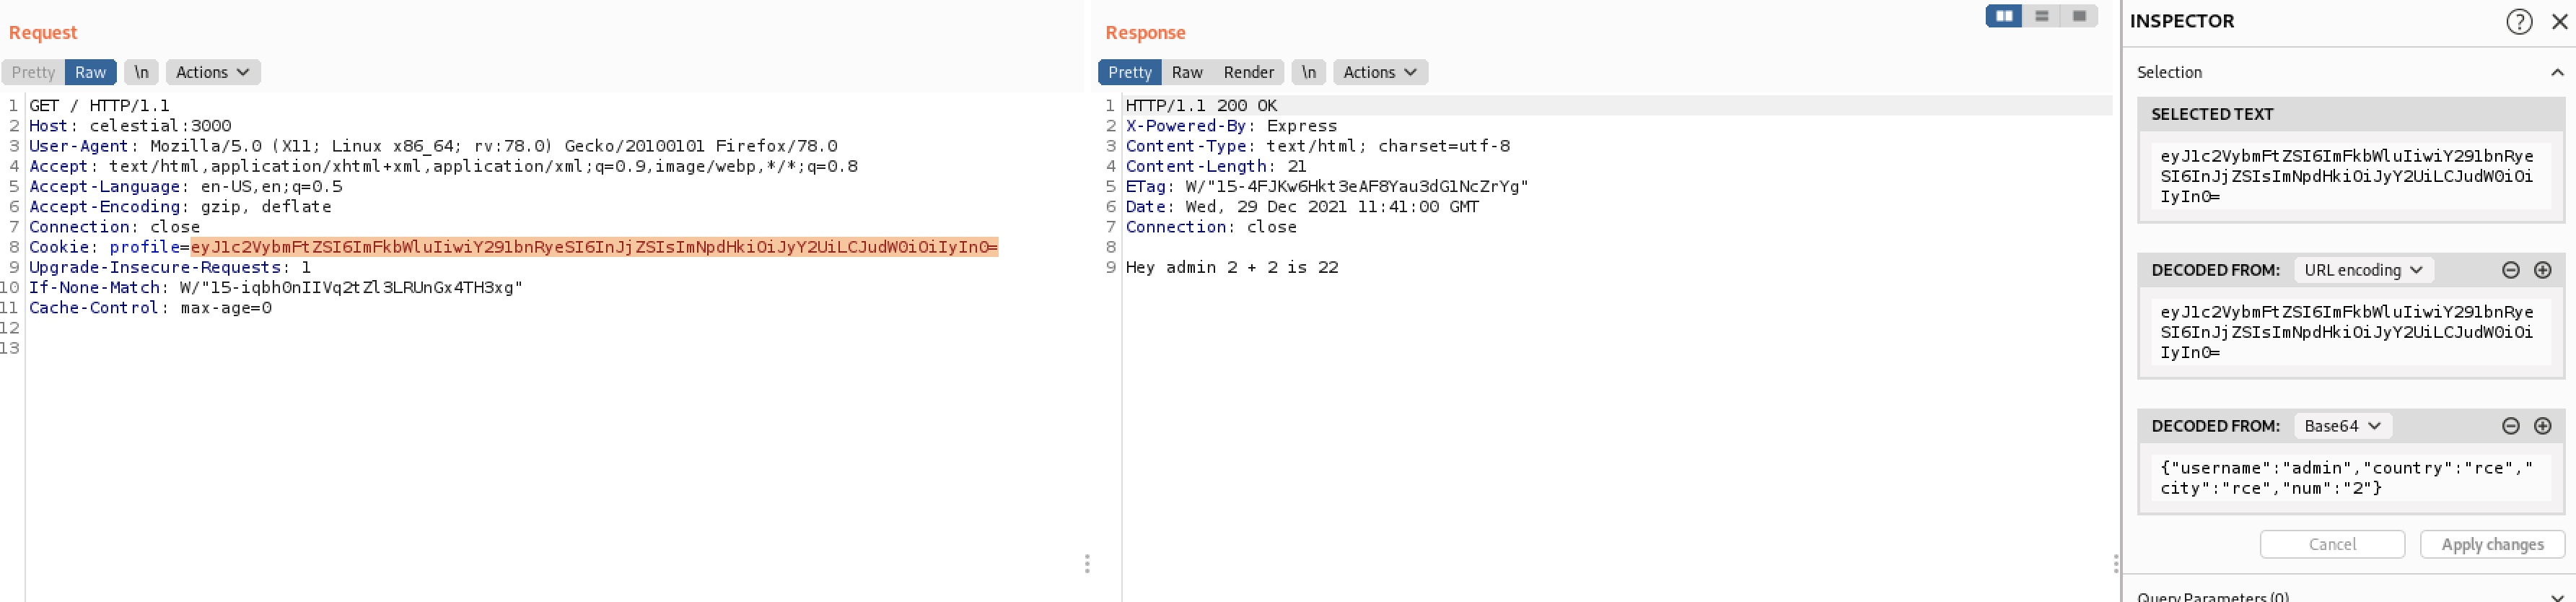 Request
Pretty Raw \n Actions
1 GET / HTTP/1.1
2 Host: celestial:3000
3 User-Agent: Mozilla/5.0 (X11; Linux x86_64; rv:78.0) Gecko/20100101 Firefox/78.0
4 Accept: text/html,application/xhtml+xml,application/xml;q=0.9,image/webp,*/*;q=0.8
5 Accept-Language: en-US,en;q=0.5
6 Accept-Encoding: gzip, deflate
7 Connection: close
8 Cookie: profile=eyJ1c2VybmFtZSI6ImFkbWluIiwiY291bnRyeSI6InJjZSIsImNpdHkiOiJyY2UiLCJudW0iOiIyIn0=
9 Upgrade-Insecure-Requests: 1
10 If-None-Match: W/"15-iqbh0nIIVq2tZl3LRUnGx4TH3xg"
11 Cache-Control: max-age=0
12
13
Response
Pretty Raw Render \n Actions
1 HTTP/1.1 200 OK
2 X-Powered-By: Express
3 Content-Type: text/html; charset=utf-8
4 Content-Length: 21
5 ETag: W/"15-4FJKw6Hkt3eAF8Yau3dG1NcZrYg"
6 Date: Wed, 29 Dec 2021 11:41:00 GMT
7 Connection: close
8
9 Hey admin 2 + 2 is 22
INSPECTOR
Selection
SELECTED TEXT
eyJ1c2VybmFtZSI6ImFkbWluIiwiY291bnRye
SI6InJjZSIsImNpdHkiOiJyY2UiLCJudW0iOi
IyIn0=
DECODED FROM: URL encoding
eyJ1c2VybmFtZSI6ImFkbWluIiwiY291bnRye
SI6InJjZSIsImNpdHkiOiJyY2UiLCJudW0iOi
IyIn0=
DECODED FROM: Base64
{"username":"admin","country":"rce","
city":"rce","num":"2"}
Cancel Apply changes
Query Parameters (0)